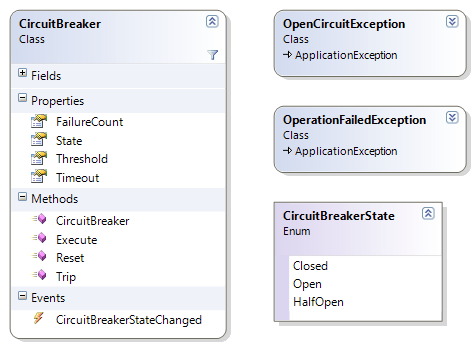 CircuitBreaker
Class
Fields
Properties
FailureCount
State
Threshold
Timeout
Methods
CircuitBreaker
Execute
Reset
Trip
Events
CircuitBreakerStateChanged
OpenCircuitException
Class
ApplicationException
OperationFailedException
Class
ApplicationException
CircuitBreakerState
Enum
Closed
Open
HalfOpen